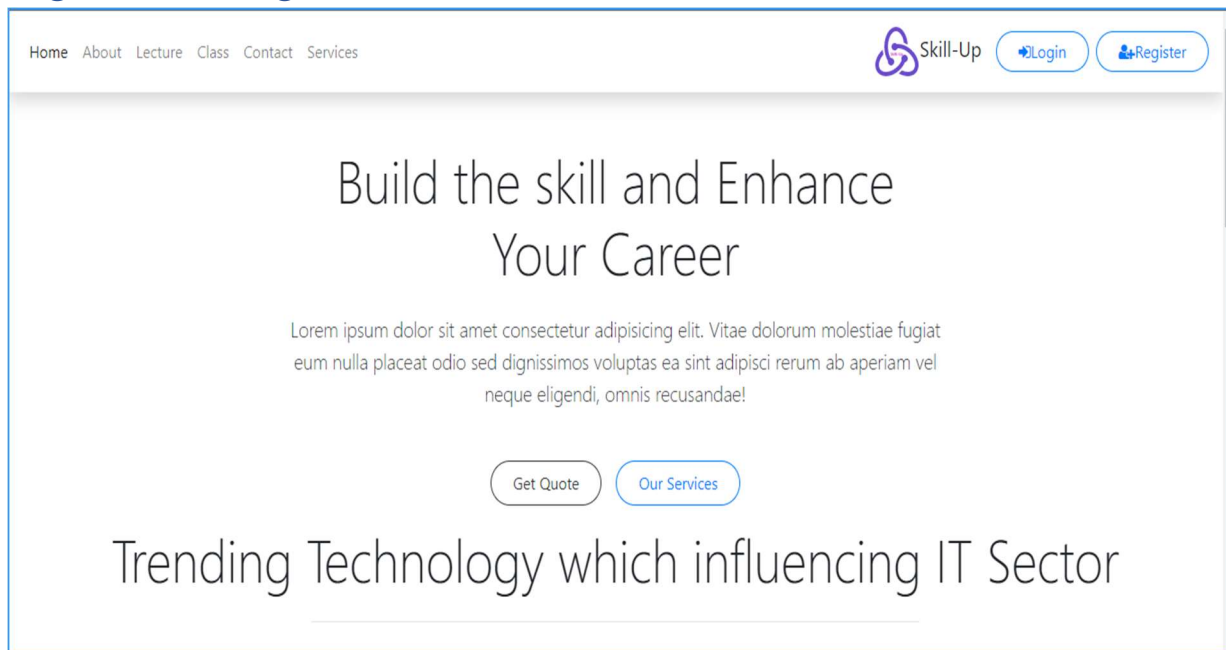 Home About Lecture Class Contact Services
Skill-Up Login Register
Build the skill and Enhance
Your Career
Lorem ipsum dolor sit amet consectetur adipisicing elit. Vitae dolorum molestiae fugiat
eum nulla placeat odio sed dignissimos voluptas ea sint adipisci rerum ab aperiam vel
neque eligendi, omnis recusandae!
Get Quote Our Services
Trending Technology which influencing IT Sector